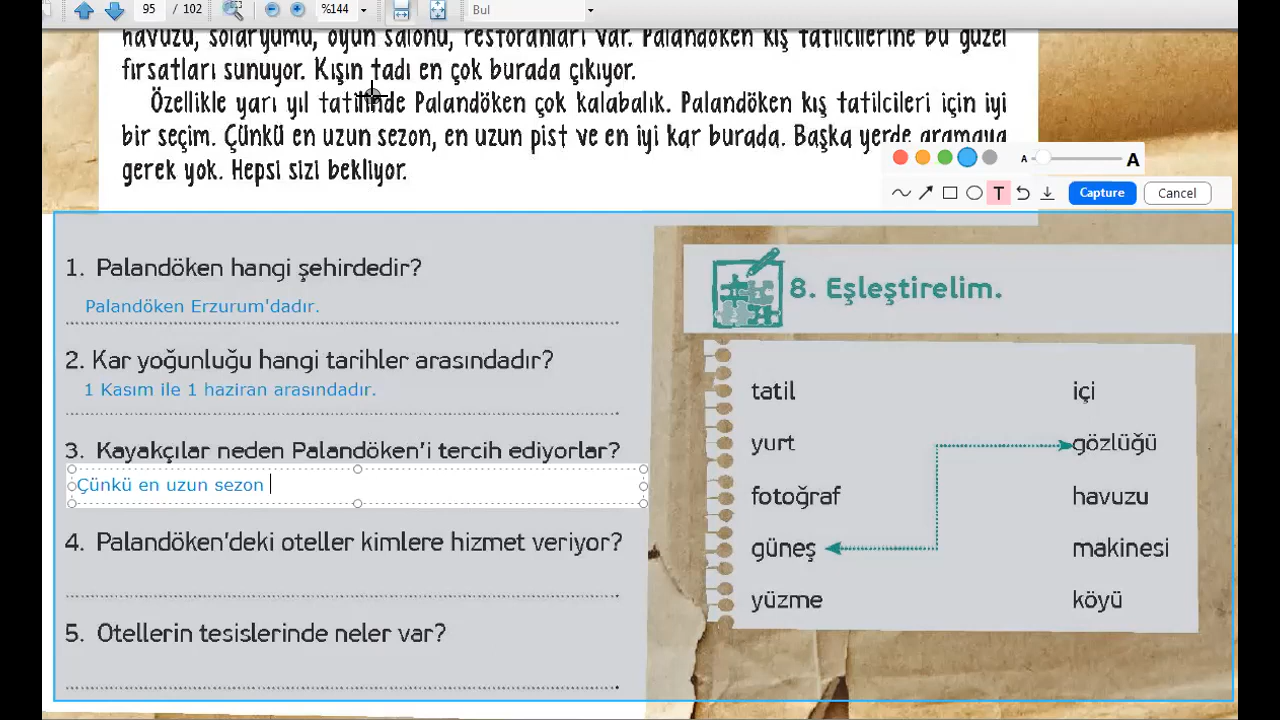 95 / 102 %144 Bul
havuzu, solaryumu, oyun salonu, restoranları var. Palandöken kış tatilcilerine bu güzel
fırsatları sunuyor. Kışın tadı en çok burada çıkıyor.
Özellikle yarı yıl tatilinde Palandöken çok kalabalık. Palandöken kış tatilcileri için iyi
bir seçim. Çünkü en uzun sezon, en uzun pist ve en iyi kar burada. Başka yerde aramaya
gerek yok. Hepsi sizi bekliyor.
A A
T Capture Cancel
1. Palandöken hangi şehirdedir?
Palandöken Erzurum'dadır.
2. Kar yoğunluğu hangi tarihler arasındadır?
1 Kasım ile 1 haziran arasındadır.
3. Kayakçılar neden Palandöken'i tercih ediyorlar?
Çünkü en uzun sezon
4. Palandöken'deki oteller kimlere hizmet veriyor?
5. Otellerin tesislerinde neler var?
8. Eşleştirelim.
tatil içi
yurt gözlüğü
fotoğraf havuzu
güneş makinesi
yüzme köyü